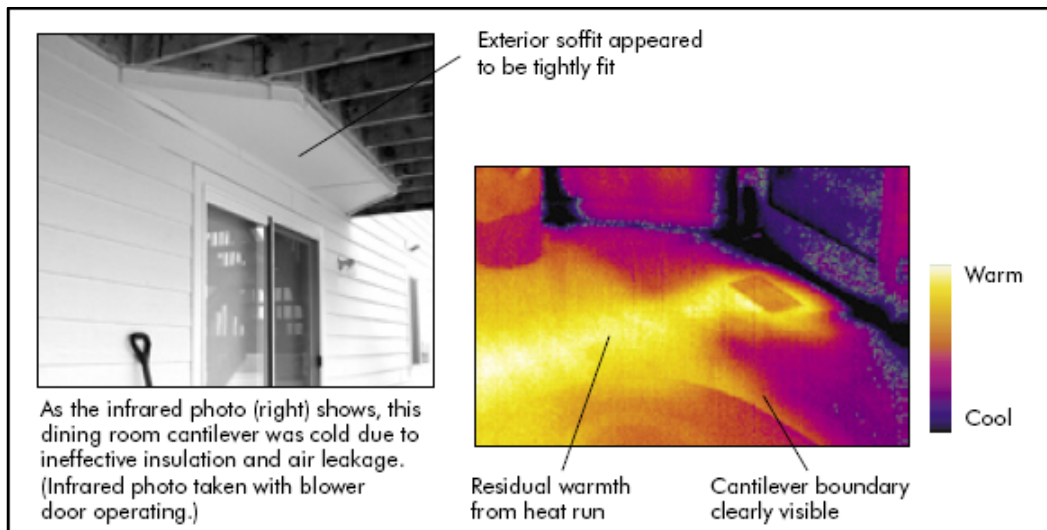 Exterior soffit appeared
to be tightly fit
Warm
Cool
As the infrared photo (right) shows, this
dining room cantilever was cold due to
ineffective insulation and air leakage.
(Infrared photo taken with blower
door operating.)
Residual warmth
from heat run
Cantilever boundary
clearly visible